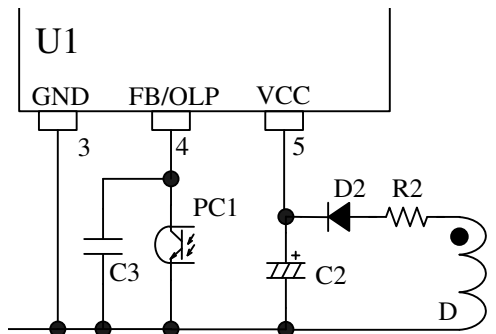 U1
GND FB/OLP VCC
3 4 5
D2 R2
PC1
+
C3 C2
D